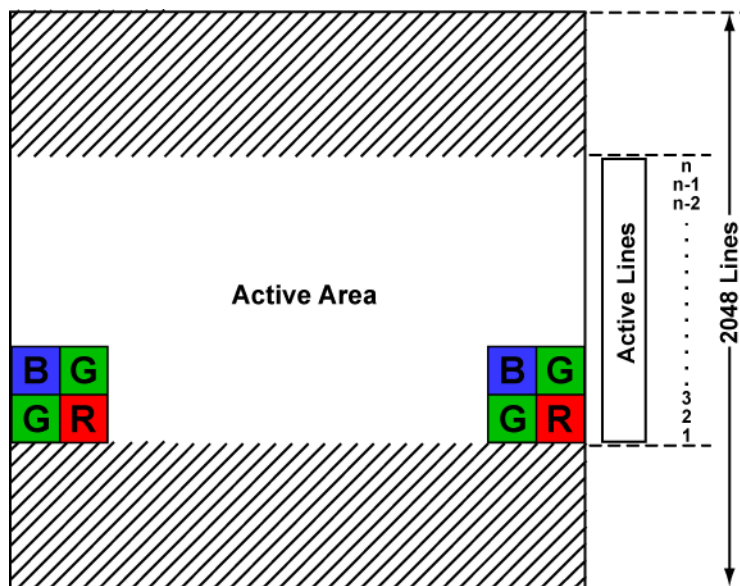 n
n-1
n-2
Active Area
Active Lines
2048 Lines
B G
G R
B G
G R
3
2
1